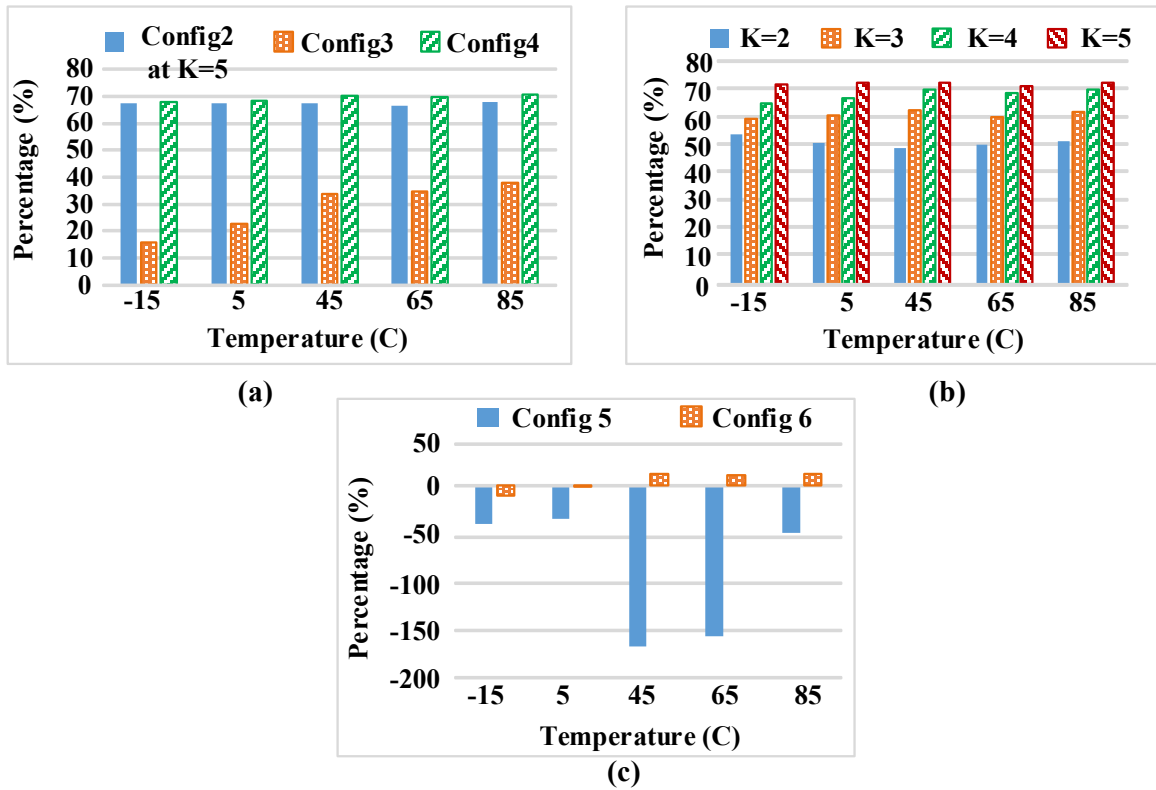 Config2 at K=5 Config3 Config4
80
70
60
50
40
30
20
10
0
Percentage (%)
-15 5 45 65 85
Temperature (C)
(a)
K=2 K=3 K=4 K=5
80
70
60
50
40
30
20
10
0
Percentage (%)
-15 5 45 65 85
Temperature (C)
(b)
Config 5 Config 6
50
0
-50
-100
-150
-200
Percentage (%)
-15 5 45 65 85
Temperature (C)
(c)